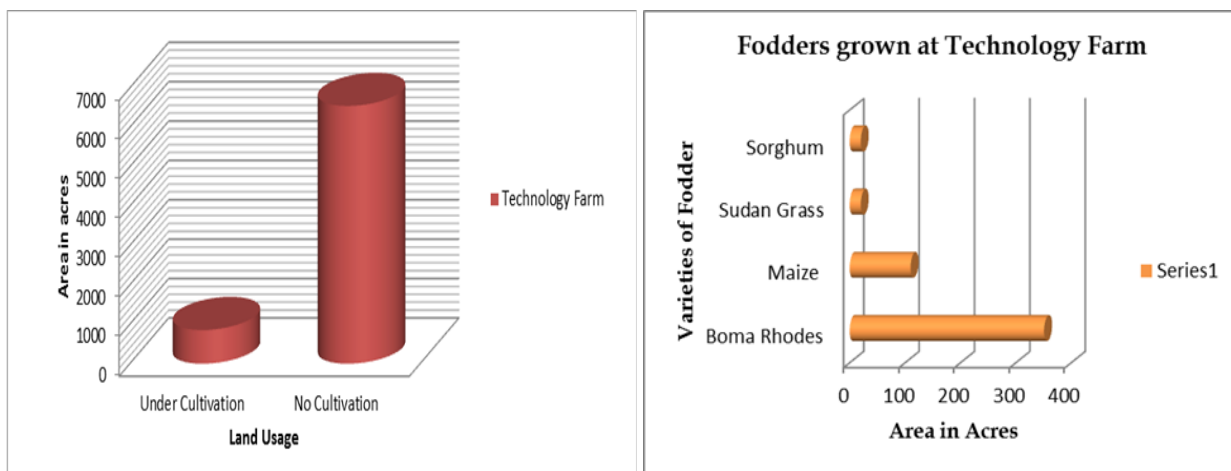 7000
6000
5000
4000
3000
2000
1000
0
Area in acres
Under Cultivation
No Cultivation
Land Usage
Technology Farm
Fodders grown at Technology Farm
Varieties of Fodder
Sorghum
Sudan Grass
Maize
Boma Rhodes
0 100 200 300 400
Area in Acres
Series1